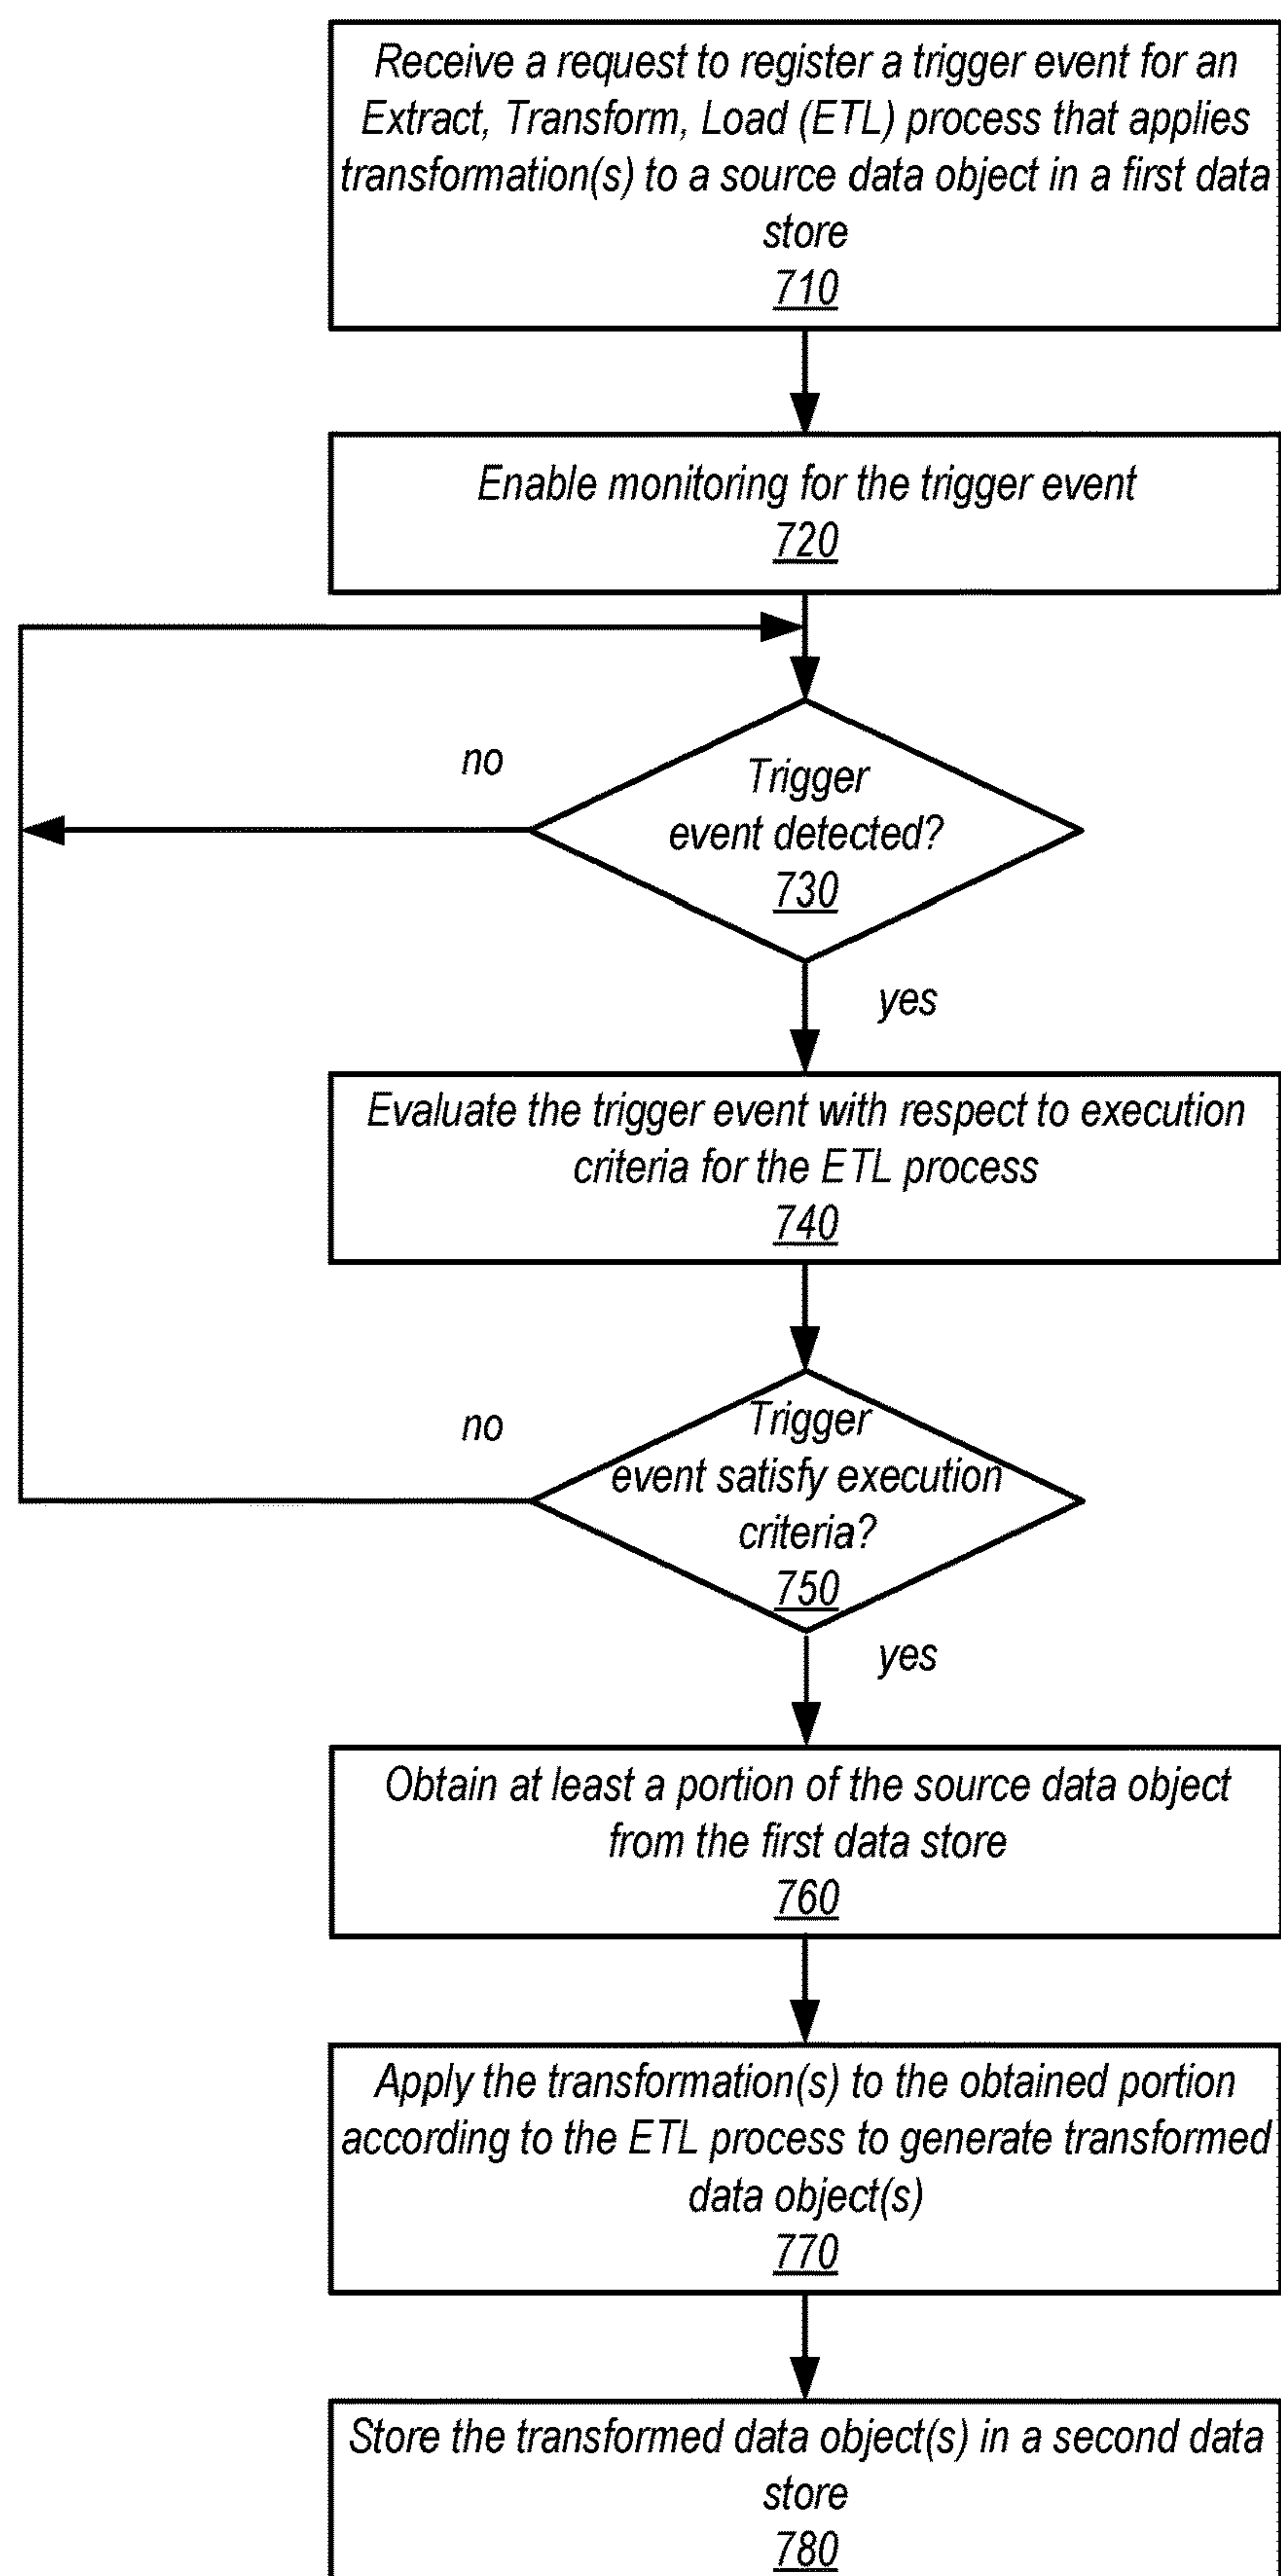 Receive a request to register a trigger event for an
Extract, Transform, Load (ETL) process that applies
transformation(s) to a source data object in a first data
store
710
Enable monitoring for the trigger event
720
no
Trigger
event detected?
730
yes
Evaluate the trigger event with respect to execution
criteria for the ETL process
740
no
Trigger
event satisfy execution
criteria?
750
yes
Obtain at least a portion of the source data object
from the first data store
760
Apply the transformation(s) to the obtained portion
according to the ETL process to generate transformed
data object(s)
770
Store the transformed data object(s) in a second data
store
780